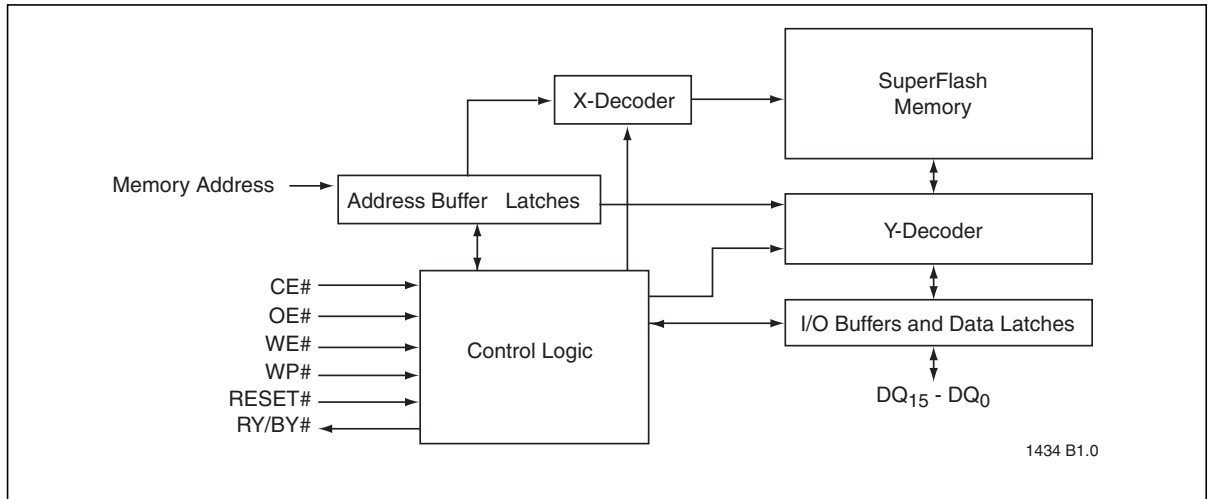 SuperFlash
Memory
X-Decoder
Memory Address
Address Buffer Latches
Y-Decoder
CE#
OE#
WE#
WP#
RESET#
RY/BY#
Control Logic
I/O Buffers and Data Latches
DQ15 - DQ0
1434 B1.0